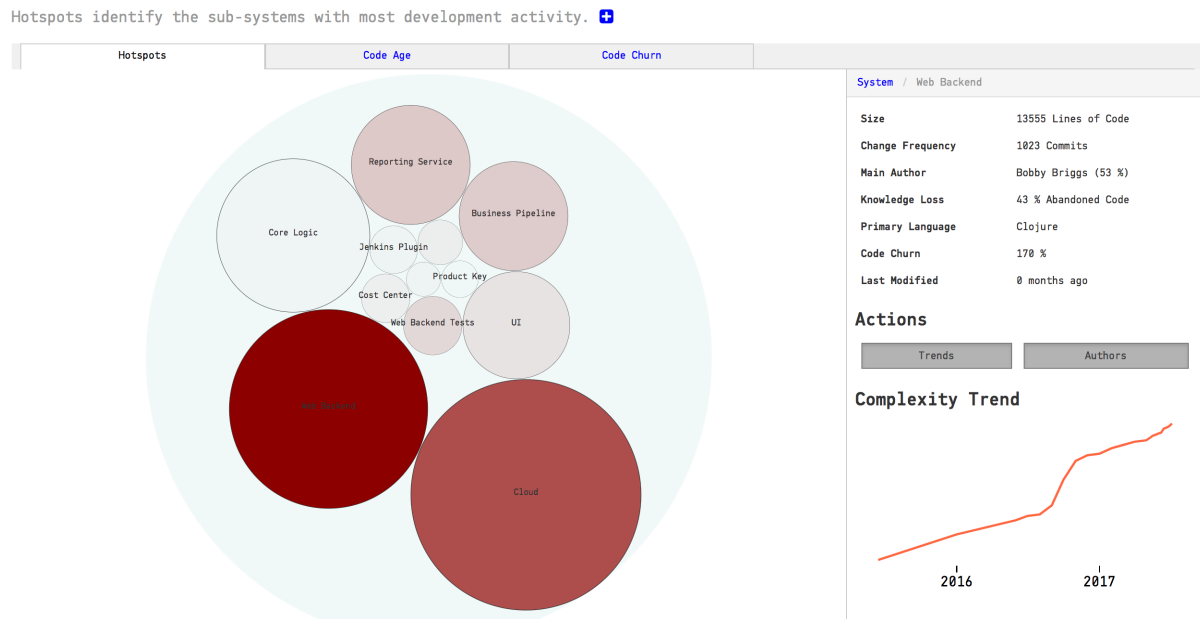 Hotspots identify the sub-systems with most development activity.
Hotspots
Code Age
Code Churn
Reporting Service
Business Pipeline
Core Logic
Jenkins Plugin
Product Key
Cost Center
Web Backend Tests
UI
Web Backend
Cloud
System / Web Backend
Size 13555 Lines of Code
Change Frequency 1023 Commits
Main Author Bobby Briggs (53 %)
Knowledge Loss 43 % Abandoned Code
Primary Language Clojure
Code Churn 170 %
Last Modified 0 months ago
Actions
Trends
Authors
Complexity Trend
2016
2017